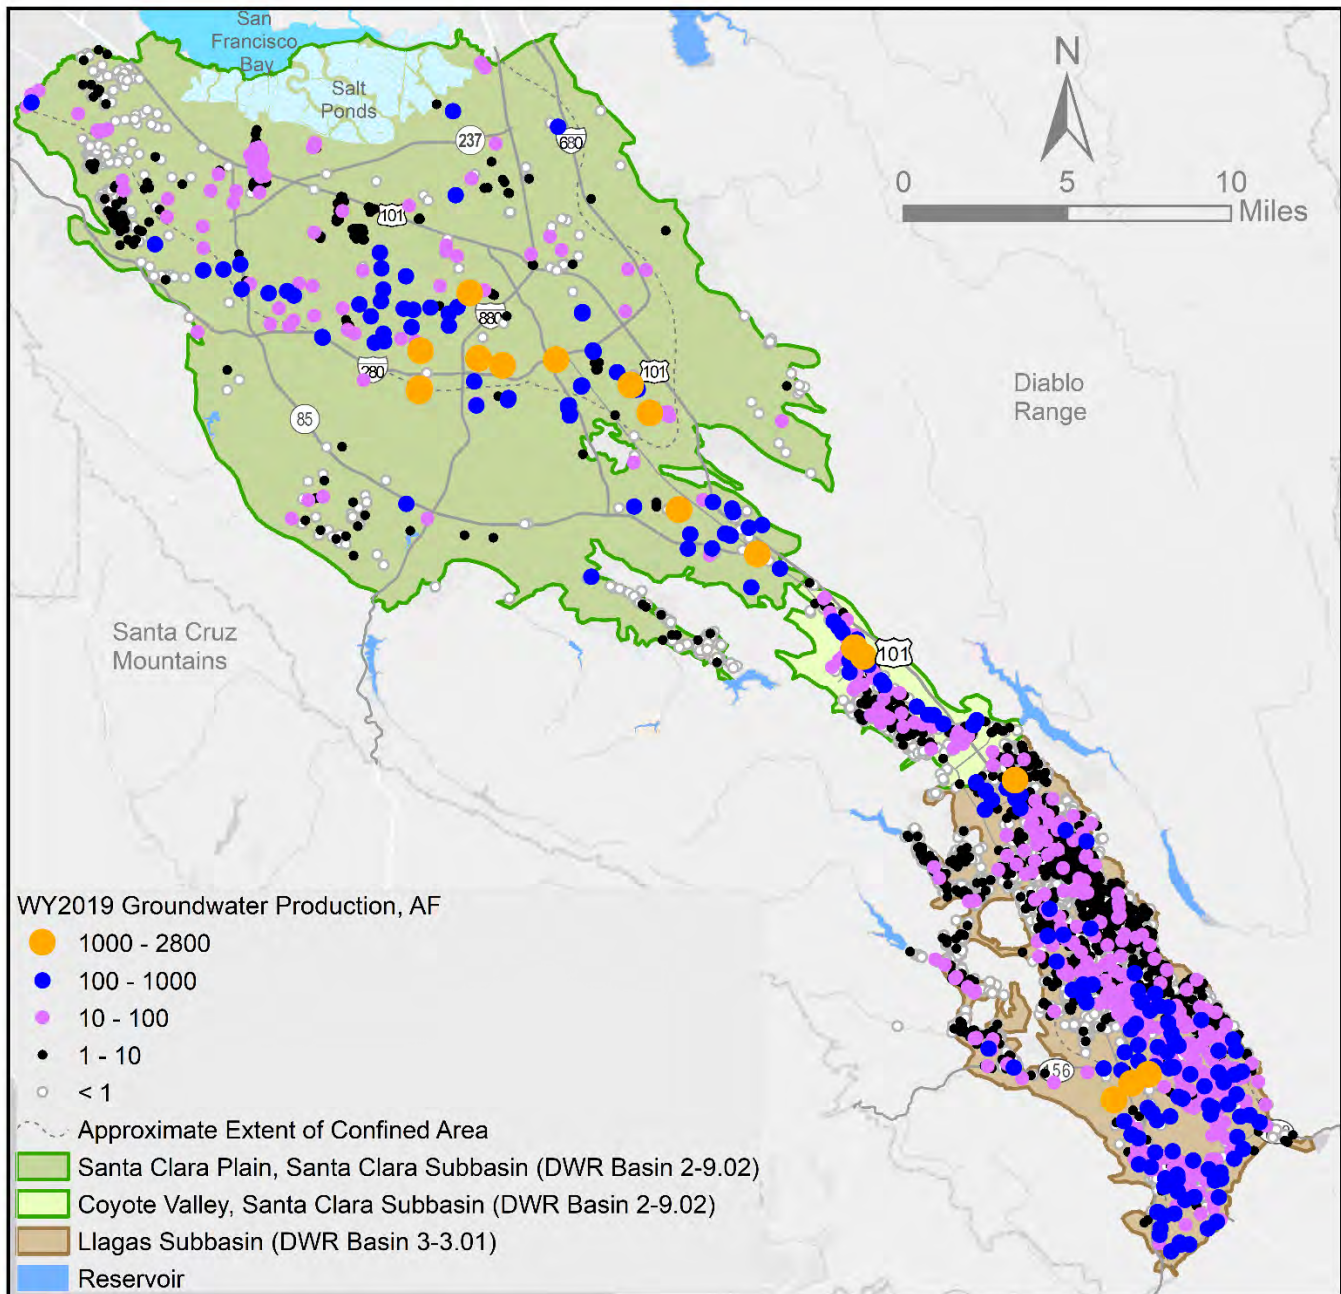 San
Francisco
Bay
Salt
Ponds
N
237
680
0 5 10
Miles
101
880
280
101
Diablo
Range
85
Santa Cruz
Mountains
101
WY2019 Groundwater Production, AF
1000 - 2800
100 - 1000
10 - 100
1 - 10
< 1
156
Approximate Extent of Confined Area
Santa Clara Plain, Santa Clara Subbasin (DWR Basin 2-9.02)
Coyote Valley, Santa Clara Subbasin (DWR Basin 2-9.02)
Llagas Subbasin (DWR Basin 3-3.01)
Reservoir